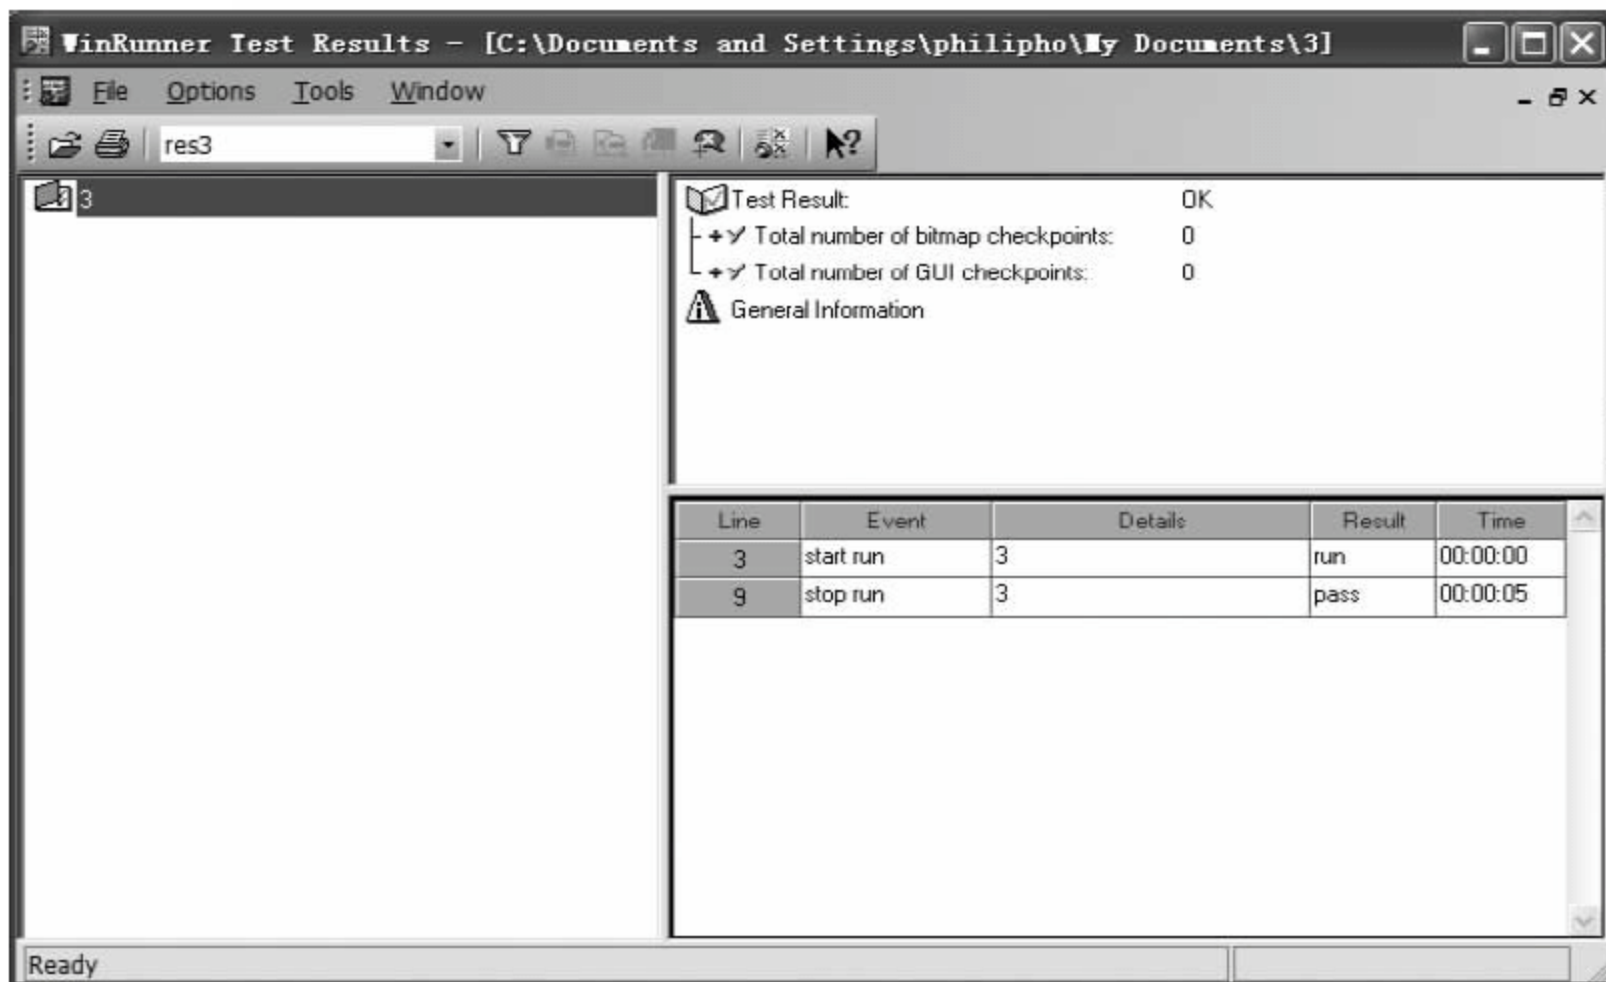 WinRunner Test Results - [C:\Documents and Settings\philipho\My Documents\3]
File Options Tools Window
res3
3
Test Result: OK
Total number of bitmap checkpoints: 0
Total number of GUI checkpoints: 0
General Information
Line Event Details Result Time
3 start run 3 run 00:00:00
9 stop run 3 pass 00:00:05
Ready